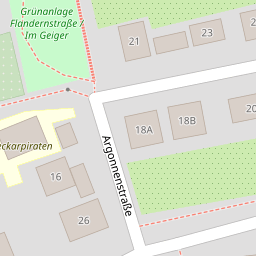 Grünanlage
Flandernstraße /
Im Geiger
21
23
20
18B
18A
eckarpiraten
Argonnenstraße
16
26